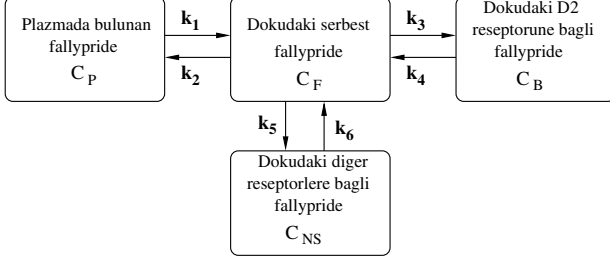 Plazmada bulunan
fallypride
C P
k1
k2
Dokudaki serbest
fallypride
C F
k3
k4
Dokudaki D2
reseptorune bagli
fallypride
C B
k5
k6
Dokudaki diger
reseptorlere bagli
fallypride
C NS